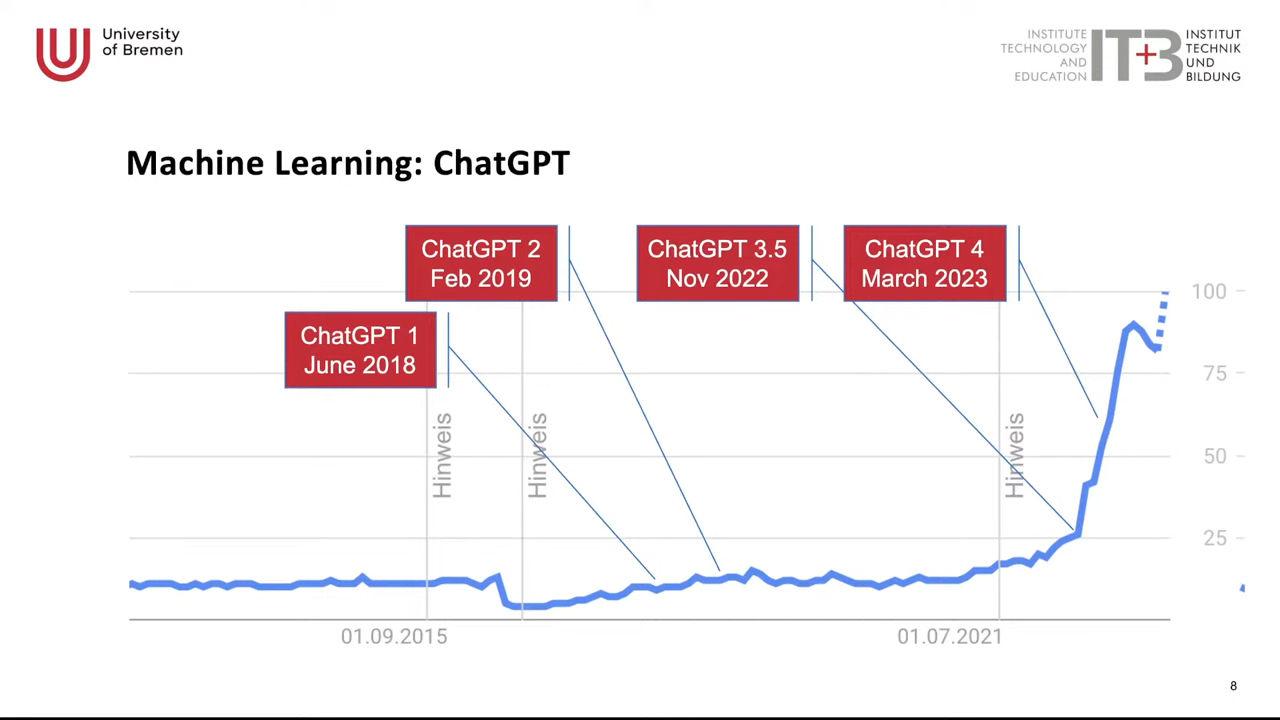 University
of Bremen
INSTITUTE
TECHNOLOGY
AND
EDUCATION
IT+B
INSTITUT
TECHNIK
UND
BILDUNG
Machine Learning: ChatGPT
ChatGPT 2
Feb 2019
ChatGPT 3.5
Nov 2022
ChatGPT 4
March 2023
ChatGPT 1
June 2018
100
75
50
25
Hinweis
Hinweis
Hinweis
01.09.2015
01.07.2021
8